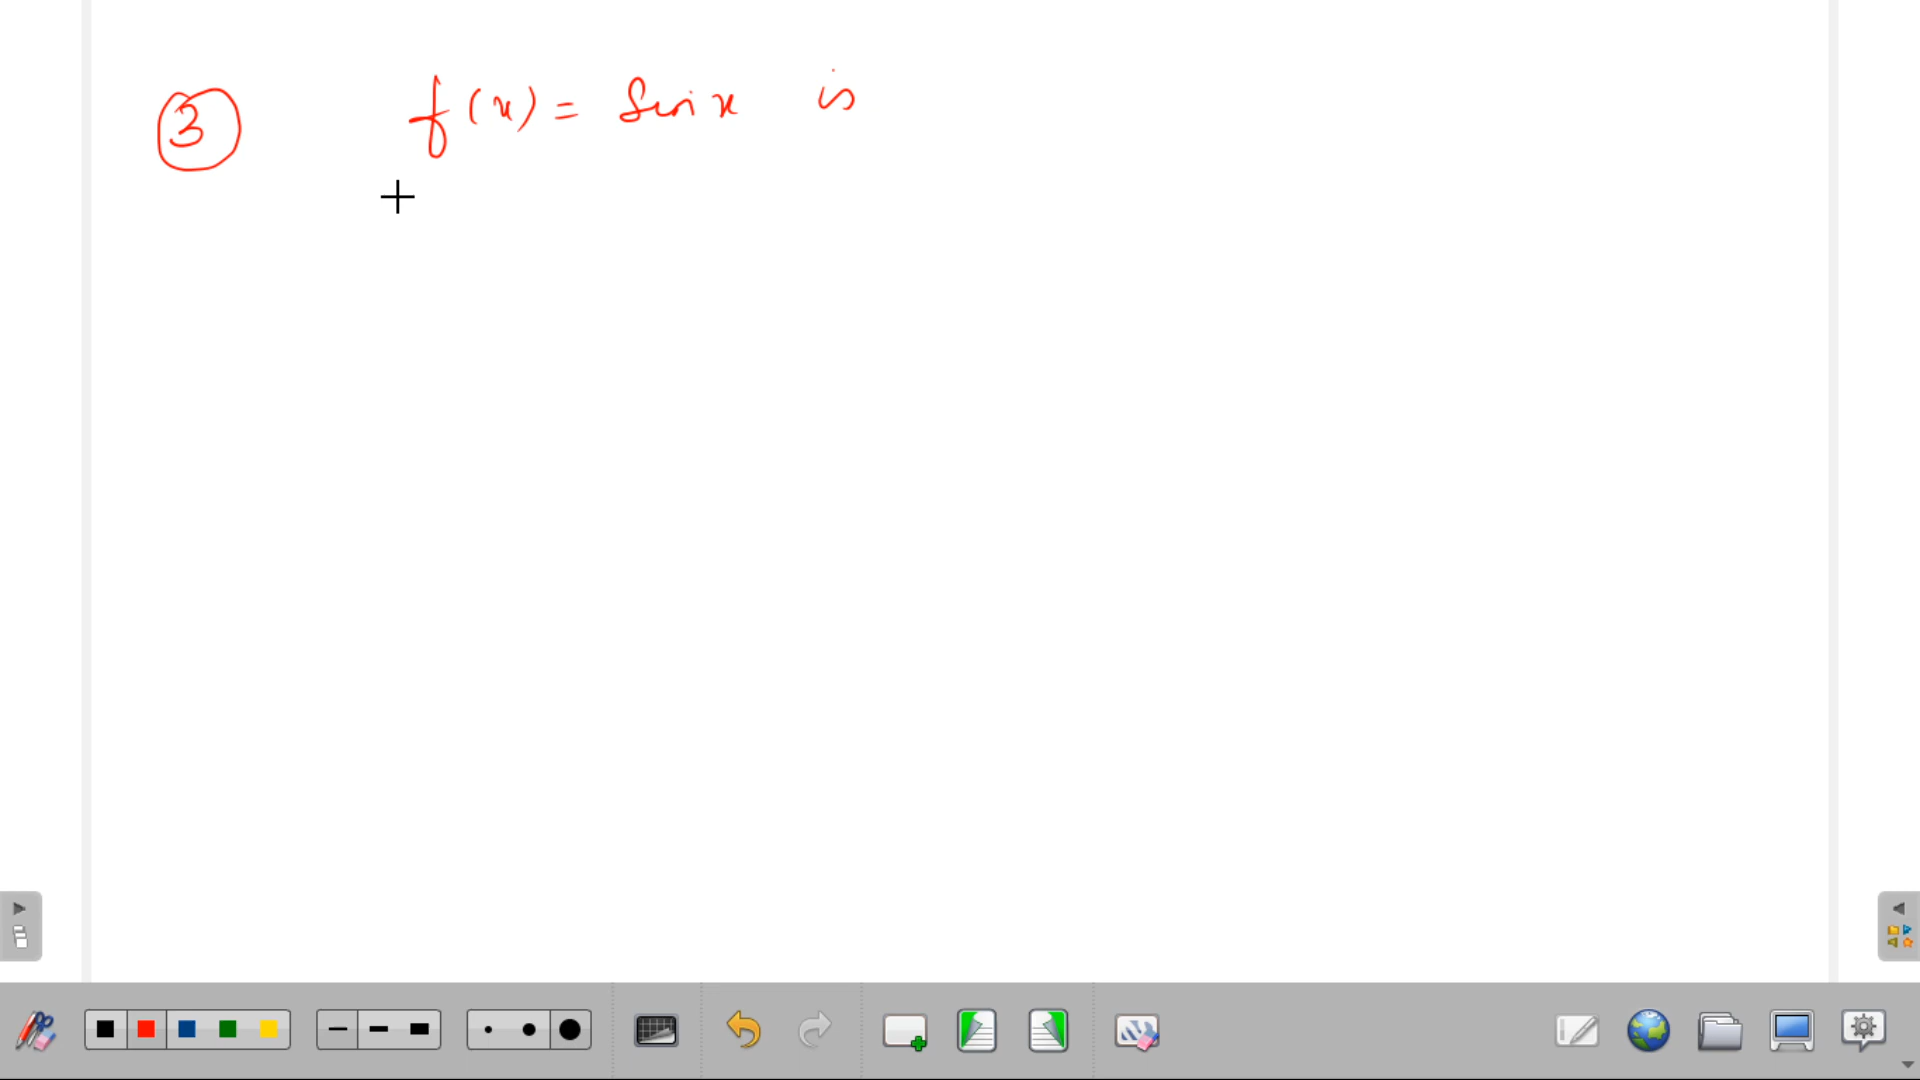 3 f(x) = Sin x is